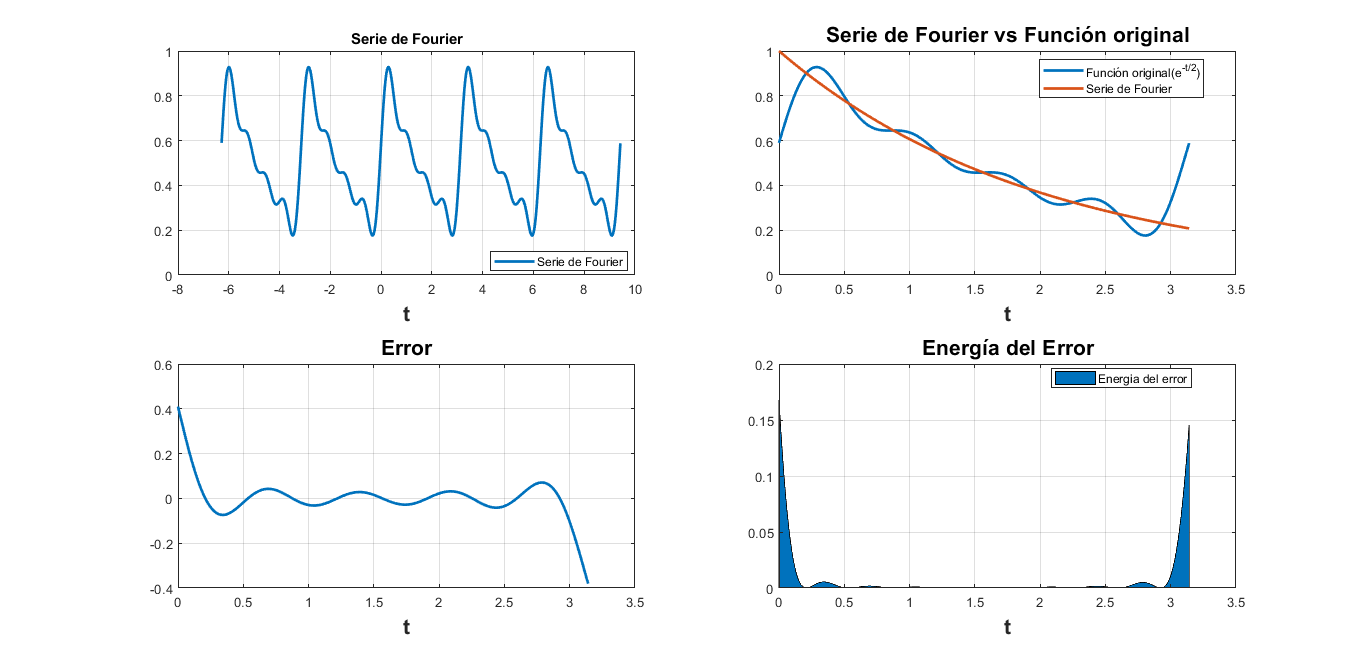 Serie de Fourier
1
0.8
0.6
0.4
0.2
0
-8 -6 -4 -2 0 2 4 6 8 10
t
Serie de Fourier
Serie de Fourier vs Función original
1
0.8
0.6
0.4
0.2
0
0 0.5 1 1.5 2 2.5 3 3.5
t
Función original(e^-t/2)
Serie de Fourier
Error
0.6
0.4
0.2
0
-0.2
-0.4
0 0.5 1 1.5 2 2.5 3 3.5
t
Energía del Error
0.2
0.15
0.1
0.05
0
0 0.5 1 1.5 2 2.5 3 3.5
t
Energia del error